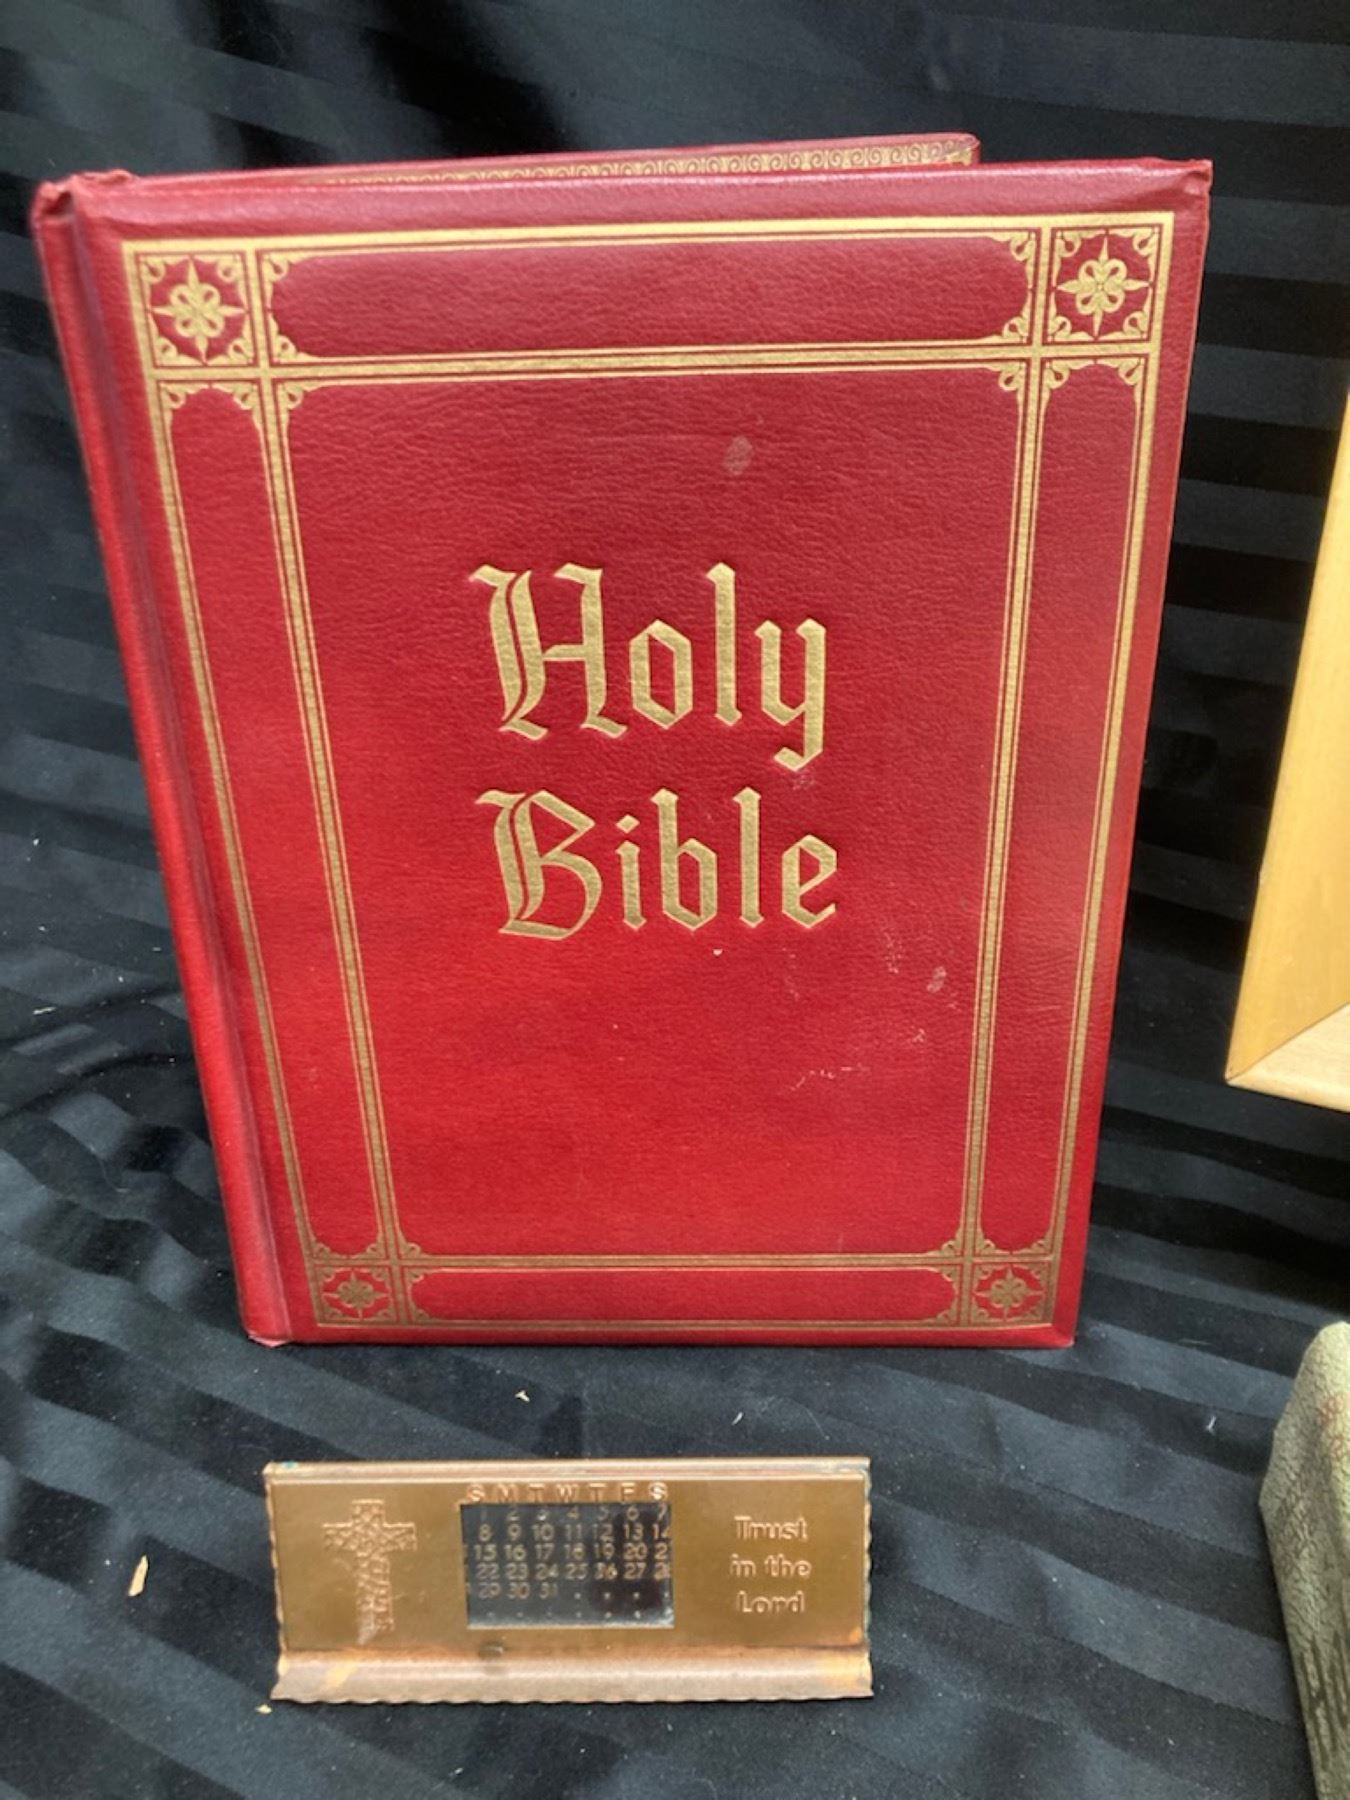 Holy
Bible
S M T W T F S
1 2 3 4 5 6 7
8 9 10 11 12 13 14
15 16 17 18 19 20 2
22 23 24 25 26 27 28
29 30 31
Trust
in the
Lord